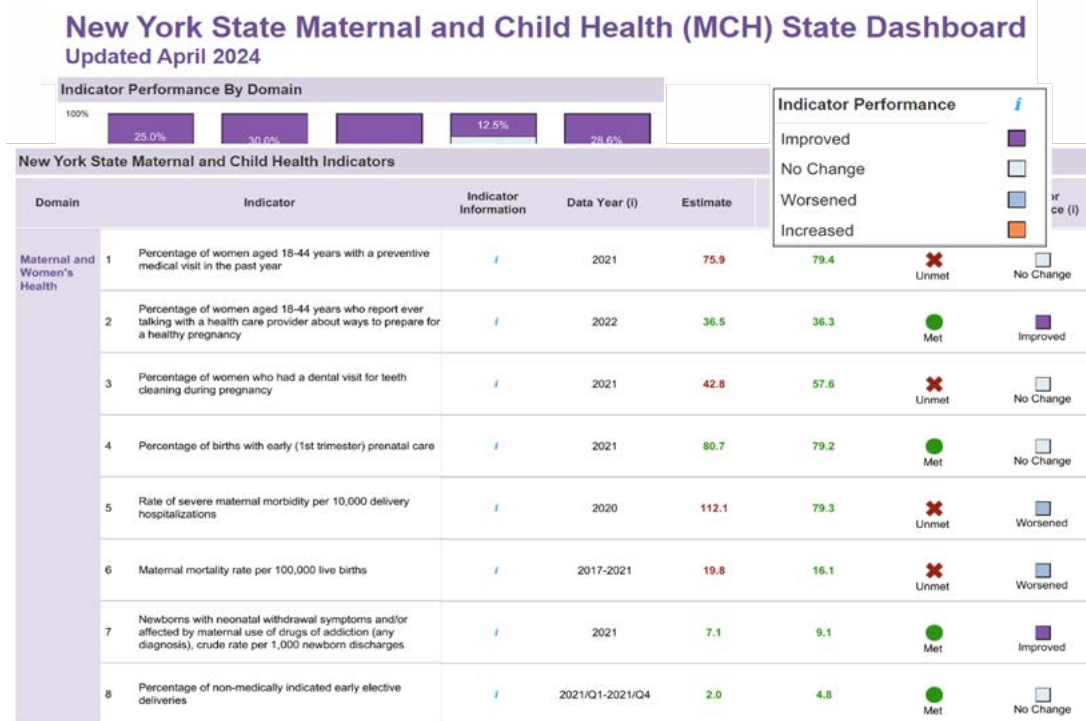 New York State Maternal and Child Health (MCH) State Dashboard
Updated April 2024
Indicator Performance By Domain
100%
25.0%
30.0%
12.5%
28.6%
Indicator Performance i
Improved
No Change
Worsened
Increased
New York State Maternal and Child Health Indicators
Domain
Indicator
Indicator
Information
Data Year (i)
Estimate
or
ce (i)
Maternal and
Women's
Health
1
Percentage of women aged 18-44 years with a preventive
medical visit in the past year
i
2021
75.9
79.4
Unmet
No Change
2
Percentage of women aged 18-44 years who report ever
talking with a health care provider about ways to prepare for
a healthy pregnancy
i
2022
36.5
36.3
Met
Improved
3
Percentage of women who had a dental visit for teeth
cleaning during pregnancy
i
2021
42.8
57.6
Unmet
No Change
4
Percentage of births with early (1st trimester) prenatal care
i
2021
80.7
79.2
Met
No Change
5
Rate of severe maternal morbidity per 10,000 delivery
hospitalizations
i
2020
112.1
79.3
Unmet
Worsened
6
Maternal mortality rate per 100,000 live births
i
2017-2021
19.8
16.1
Unmet
Worsened
7
Newborns with neonatal withdrawal symptoms and/or
affected by maternal use of drugs of addiction (any
diagnosis), crude rate per 1,000 newborn discharges
i
2021
7.1
9.1
Met
Improved
8
Percentage of non-medically indicated early elective
deliveries
i
2021/Q1-2021/Q4
2.0
4.8
Met
No Change